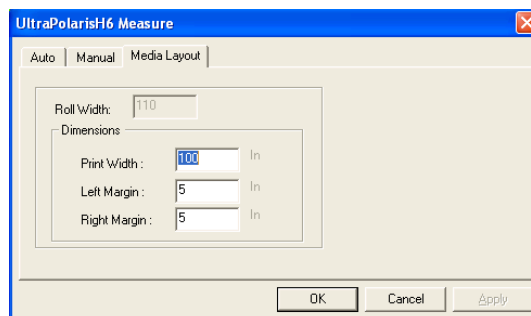 UltraPolarisH6 Measure
Auto Manual Media Layout
Roll Width: 110
Dimensions
Print Width : 100 In
Left Margin : 5 In
Right Margin : 5 In
OK Cancel Apply